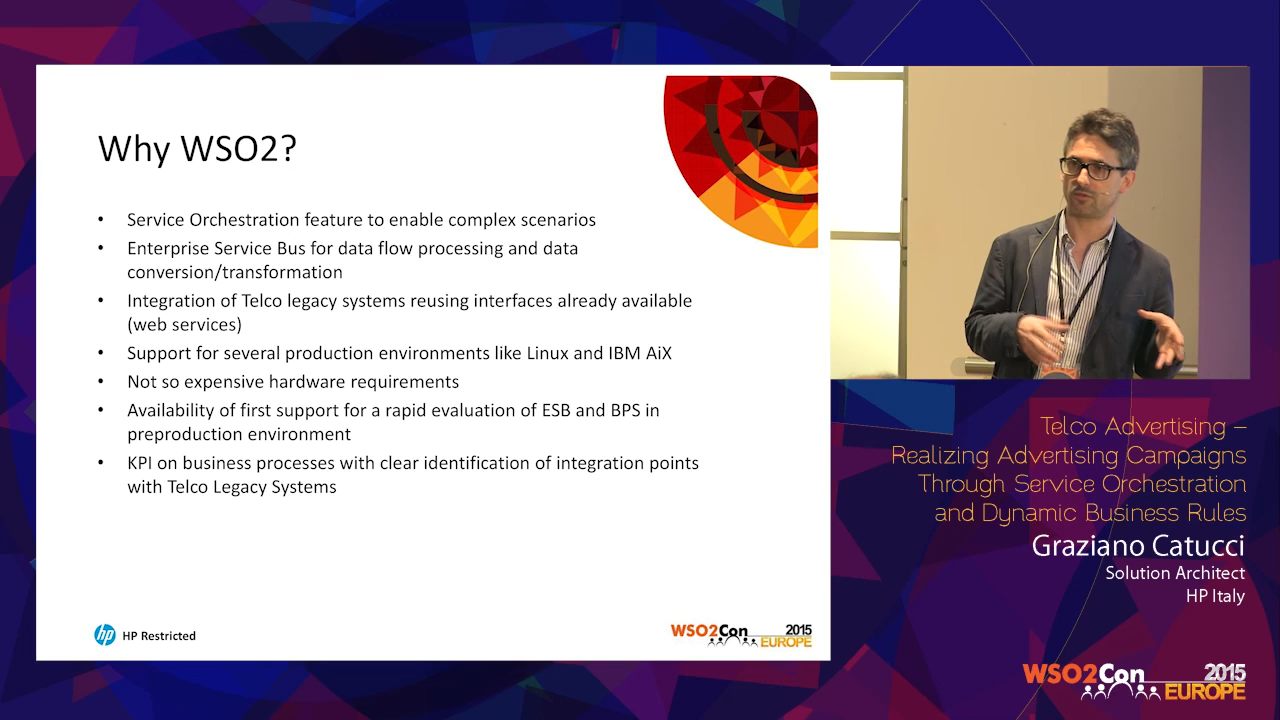 Why WSO2?
• Service Orchestration feature to enable complex scenarios
• Enterprise Service Bus for data flow processing and data
conversion/transformation
• Integration of Telco legacy systems reusing interfaces already available
(web services)
• Support for several production environments like Linux and IBM AiX
• Not so expensive hardware requirements
• Availability of first support for a rapid evaluation of ESB and BPS in
preproduction environment
• KPI on business processes with clear identification of integration points
with Telco Legacy Systems
hp HP Restricted
WSO2Con 2015
EUROPE
Telco Advertising –
Realizing Advertising Campaigns
Through Service Orchestration
and Dynamic Business Rules
Graziano Catucci
Solution Architect
HP Italy
WSO2Con 2015
EUROPE